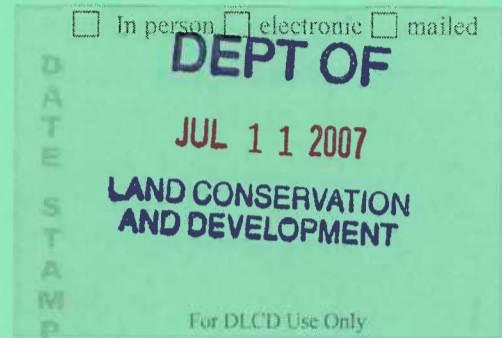 ☐ In person ☐ electronic ☐ mailed
DEPT OF
JUL 1 1 2007
LAND CONSERVATION
AND DEVELOPMENT
For DLCD Use Only
DATE STAMP